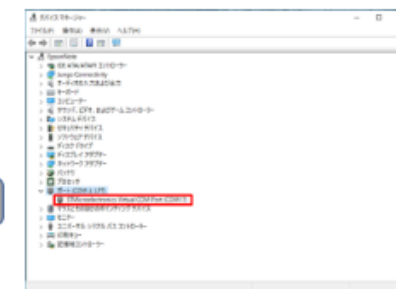 デバイス マネージャー
ファイル(F) 操作(A) 表示(V) ヘルプ(H)
IDE ATA/ATAPI コントローラー
Jungo Connectivity
オーディオの入力および出力
キーボード
コンピューター
サウンド、ビデオ、およびゲーム コントローラー
システム デバイス
セキュリティ デバイス
ソフトウェア デバイス
ディスク ドライブ
ディスプレイ アダプター
ネットワーク アダプター
バッテリ
プロセッサ
ポート (COM と LPT)
STMicroelectronics Virtual COM Port
マウスとそのほかのポインティング デバイス
モニター
ユニバーサル シリアル バス コントローラー
印刷キュー
記憶域コントローラー